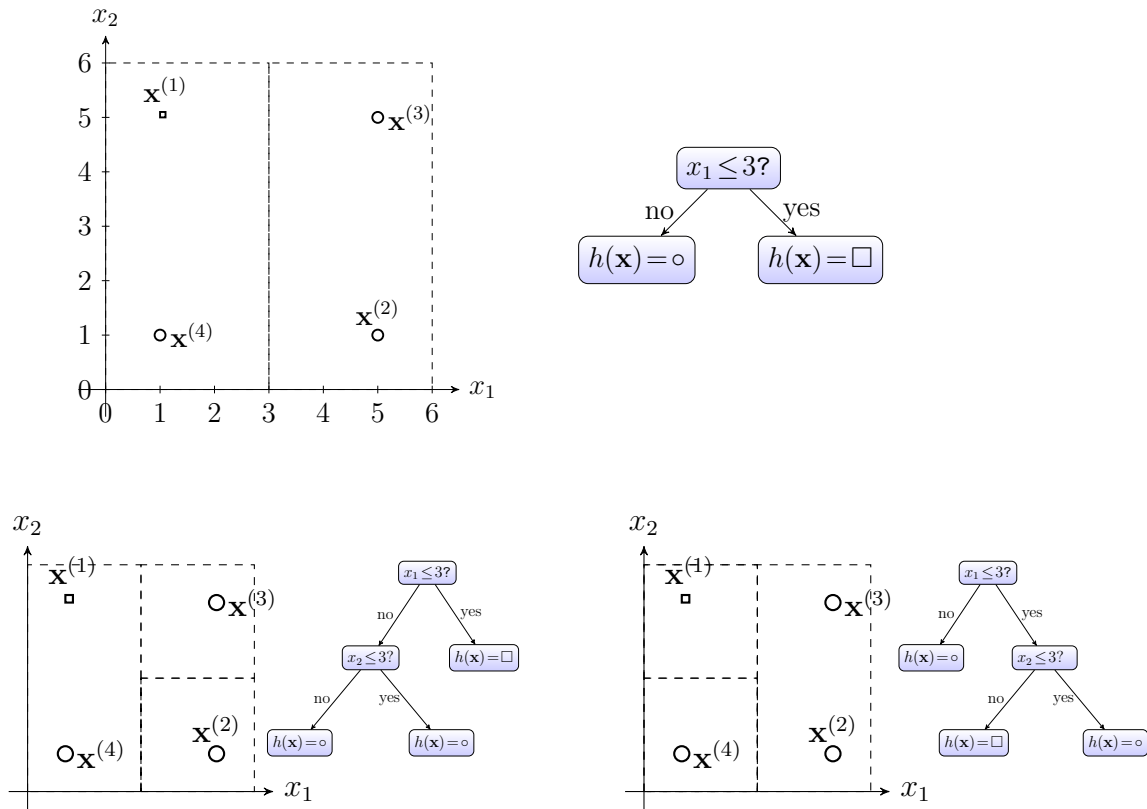 x₂
6
5
4
3
2
1
0
0 1 2 3 4 5 6
x₁
𝐱⁽¹⁾
𝐱⁽³⁾
𝐱⁽⁴⁾
𝐱⁽²⁾
x₁ ≤ 3?
no yes
h(𝐱) = ○ h(𝐱) = □
x₂
𝐱⁽¹⁾
𝐱⁽³⁾
𝐱⁽⁴⁾
𝐱⁽²⁾
x₁
x₁ ≤ 3?
no yes
x₂ ≤ 3? h(𝐱) = □
no yes
h(𝐱) = ○ h(𝐱) = ○
x₂
𝐱⁽¹⁾
𝐱⁽³⁾
𝐱⁽⁴⁾
𝐱⁽²⁾
x₁
x₁ ≤ 3?
no yes
h(𝐱) = ○ x₂ ≤ 3?
no yes
h(𝐱) = □ h(𝐱) = ○